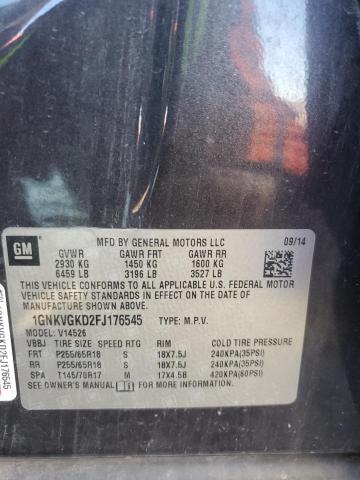 GM
MFD BY GENERAL MOTORS LLC 09/14
GVWR GAWR FRT GAWR RR
2930 KG 1450 KG 1600 KG
6459 LB 3196 LB 3527 LB
THIS VEHICLE CONFORMS TO ALL APPLICABLE U.S. FEDERAL MOTOR
VEHICLE SAFETY AND THEFT PREVENTION STANDARDS IN EFFECT ON
THE DATE OF MANUFACTURE SHOWN ABOVE.
1GNKVGKD2FJ176545 TYPE: M.P.V.
MODEL: V14526
VBBJ TIRE SIZE SPEED RTG RIM COLD TIRE PRESSURE
FRT P255/65R18 S 18X7.5J 240KPA(35PSI)
RR P255/65R18 S 18X7.5J 240KPA(35PSI)
SPA T145/70R17 M 17X4.5B 420KPA(60PSI)
SEE OWNER'S MANUAL FOR MORE INFORMATION.
1GNKVGKD2FJ176545